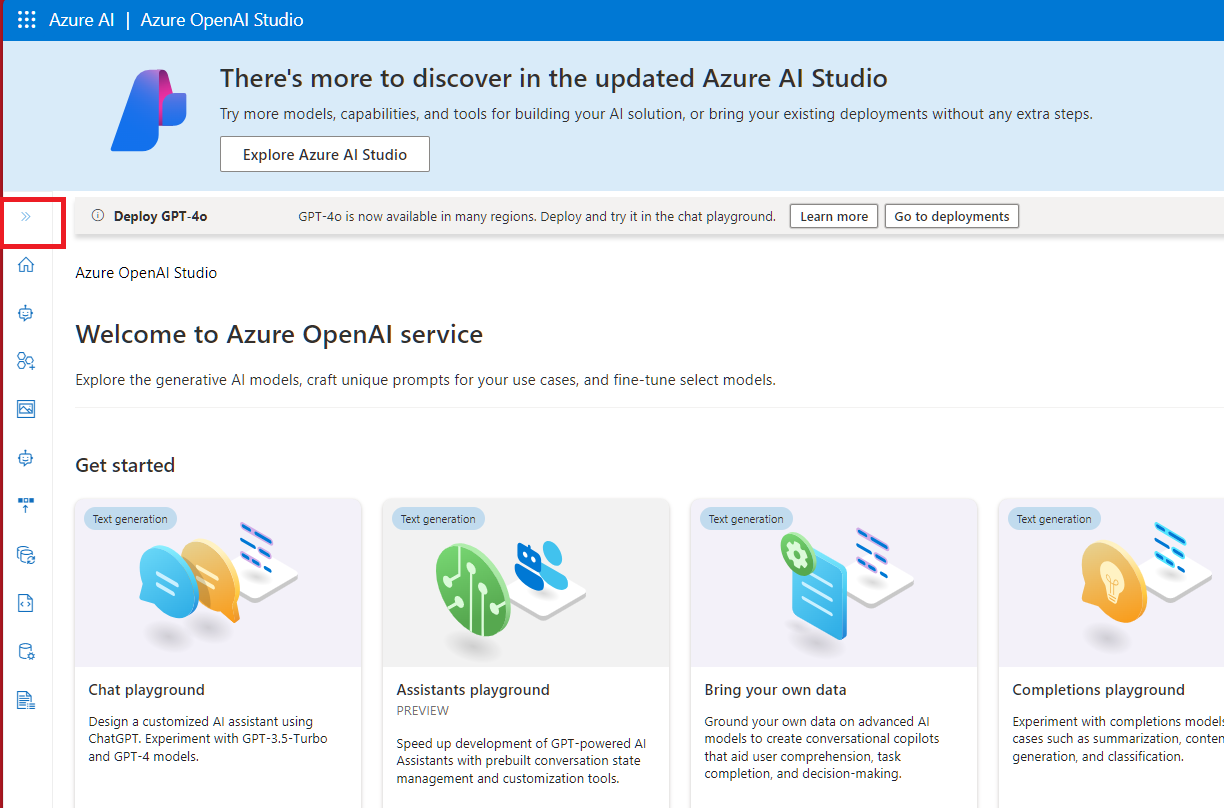 Azure AI | Azure OpenAI Studio
There's more to discover in the updated Azure AI Studio
Try more models, capabilities, and tools for building your AI solution, or bring your existing deployments without any extra steps.
Explore Azure AI Studio
Deploy GPT-4o
GPT-4o is now available in many regions. Deploy and try it in the chat playground.
Learn more
Go to deployments
Azure OpenAI Studio
Welcome to Azure OpenAI service
Explore the generative AI models, craft unique prompts for your use cases, and fine-tune select models.
Get started
Text generation
Chat playground
Design a customized AI assistant using
ChatGPT. Experiment with GPT-3.5-Turbo
and GPT-4 models.
Text generation
Assistants playground
PREVIEW
Speed up development of GPT-powered AI
Assistants with prebuilt conversation state
management and customization tools.
Text generation
Bring your own data
Ground your own data on advanced AI
models to create conversational copilots
that aid user comprehension, task
completion, and decision-making.
Text generation
Completions playground
Experiment with completions models
cases such as summarization, conten
generation, and classification.